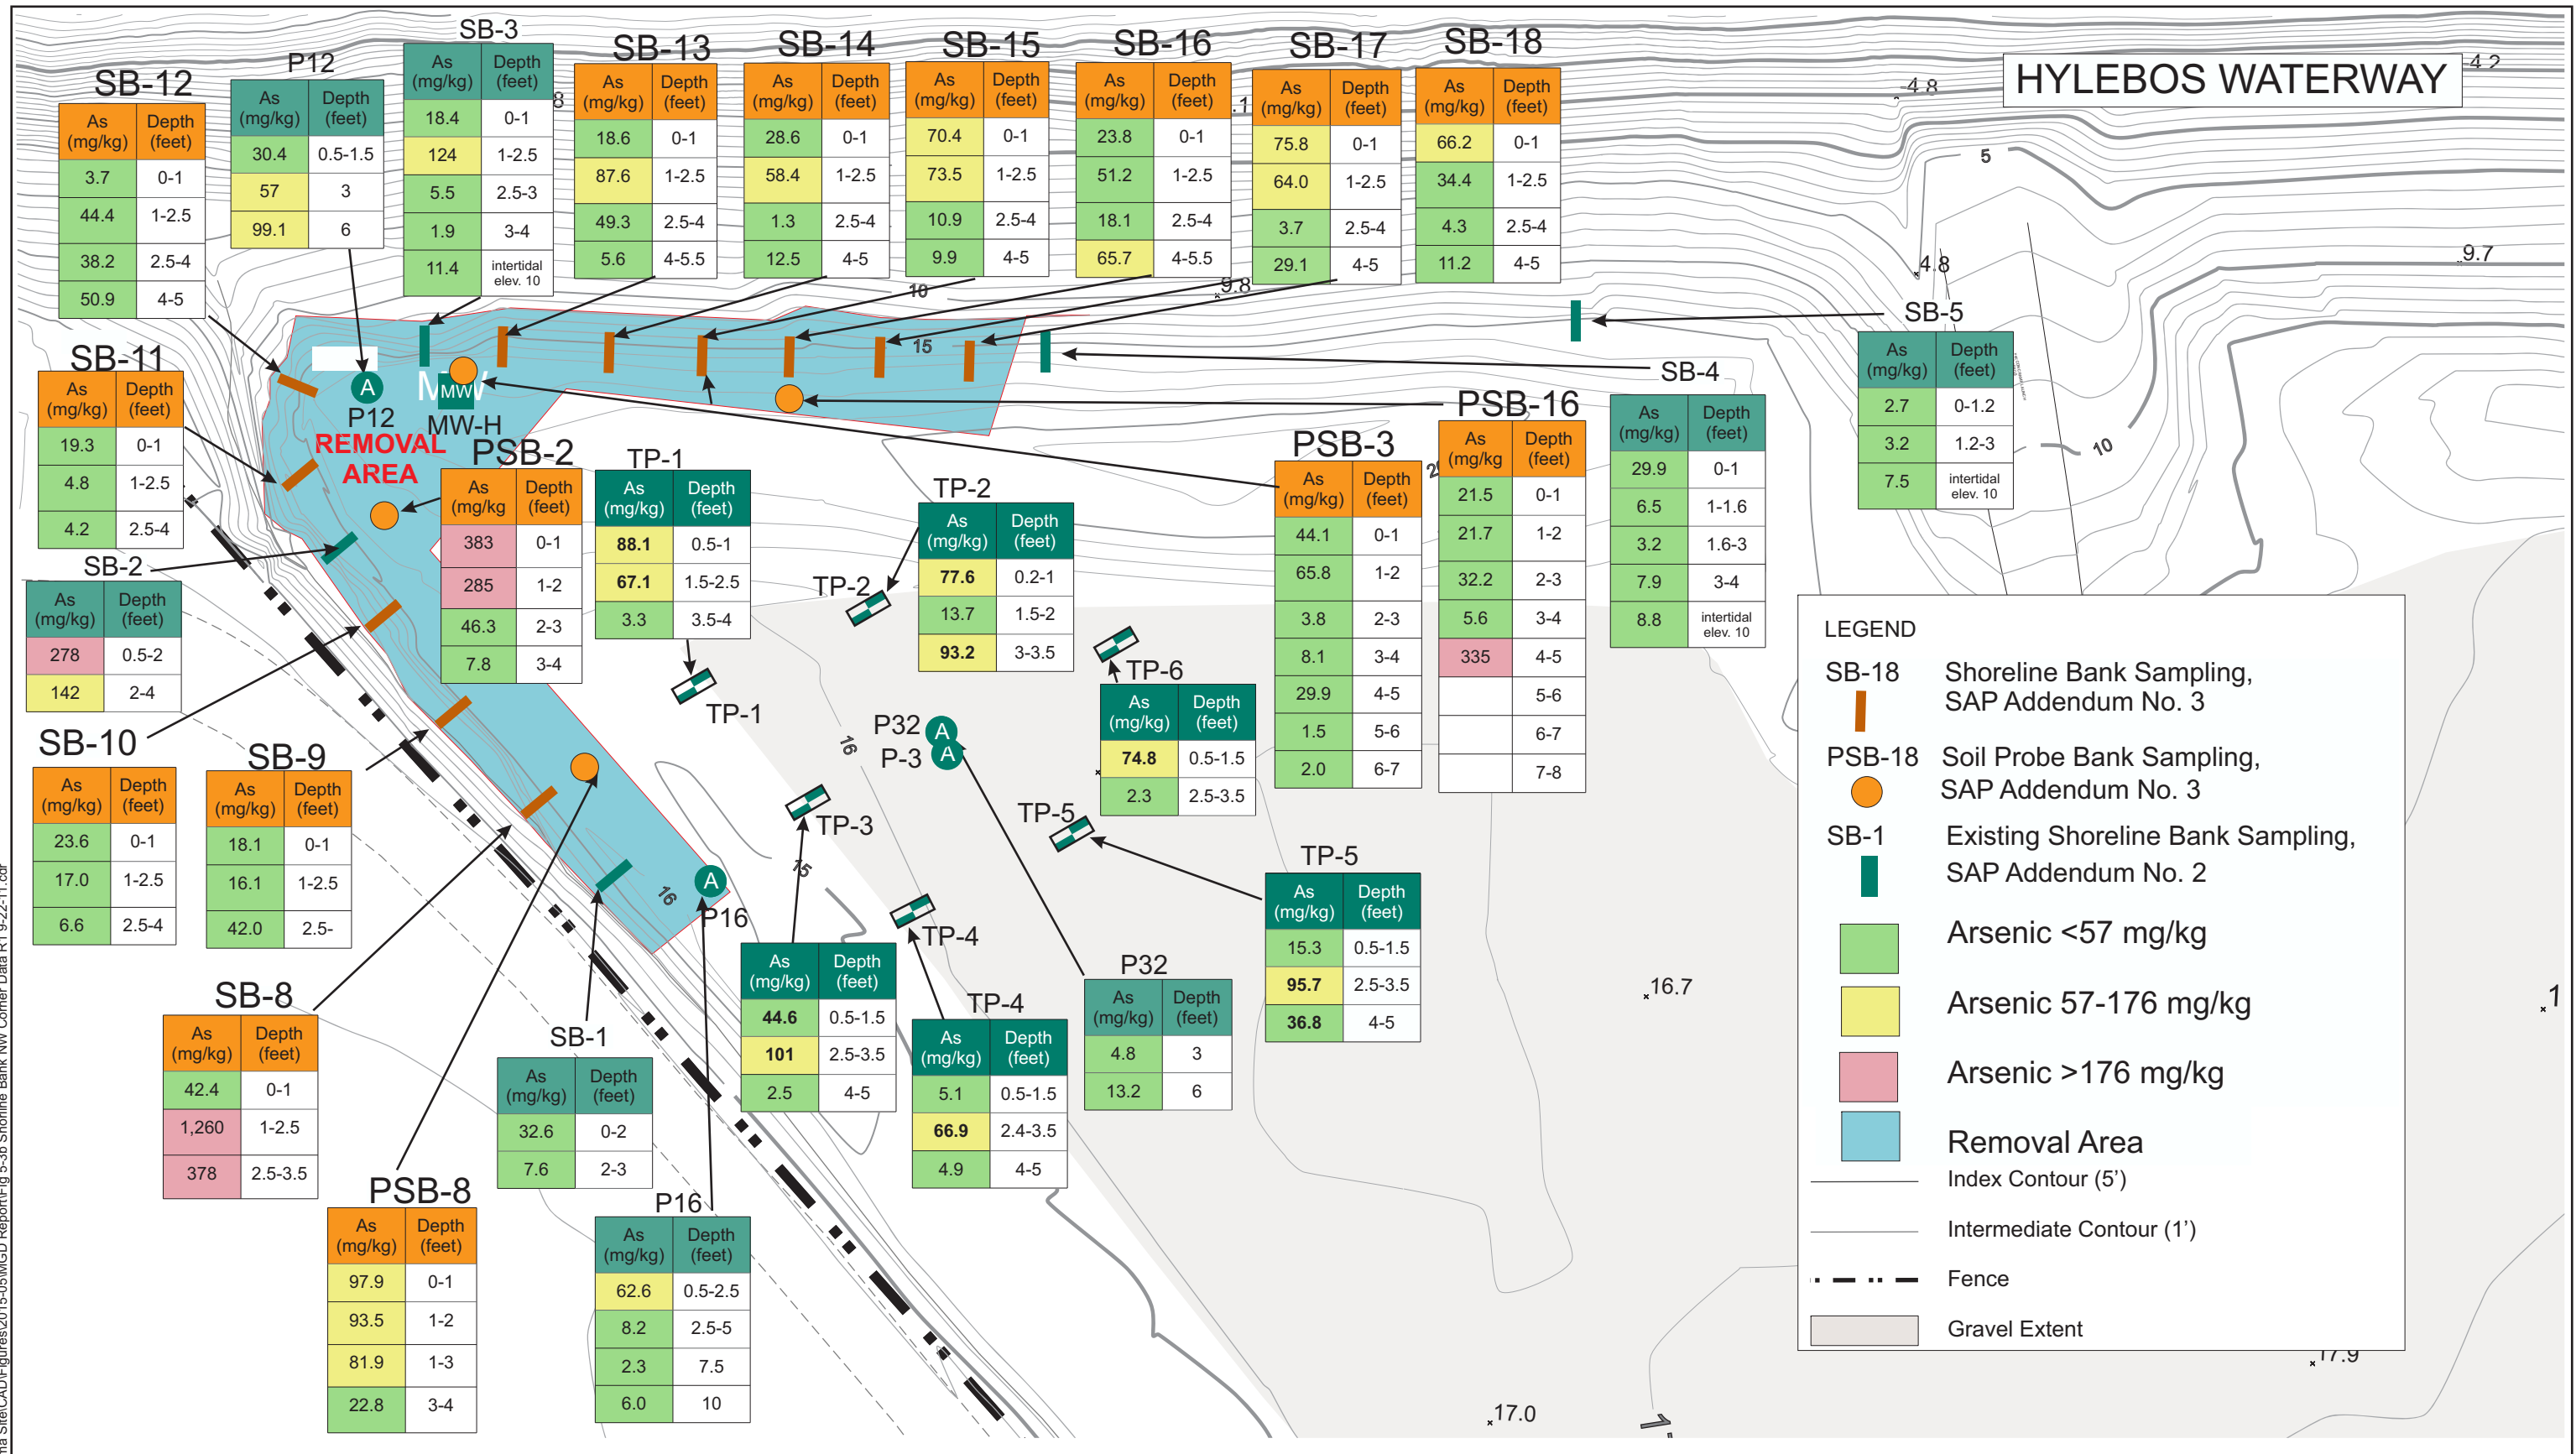 HYLEBOS WATERWAY
SB-12
As (mg/kg) Depth (feet)
3.7 0-1
44.4 1-2.5
38.2 2.5-4
50.9 4-5
P12
As (mg/kg) Depth (feet)
30.4 0.5-1.5
57 3
99.1 6
SB-3
As (mg/kg) Depth (feet)
18.4 0-1
124 1-2.5
5.5 2.5-3
1.9 3-4
11.4 intertidal elev. 10
SB-13
As (mg/kg) Depth (feet)
18.6 0-1
87.6 1-2.5
49.3 2.5-4
5.6 4-5.5
SB-14
As (mg/kg) Depth (feet)
28.6 0-1
58.4 1-2.5
1.3 2.5-4
12.5 4-5
SB-15
As (mg/kg) Depth (feet)
70.4 0-1
73.5 1-2.5
10.9 2.5-4
9.9 4-5
SB-16
As (mg/kg) Depth (feet)
23.8 0-1
51.2 1-2.5
18.1 2.5-4
65.7 4-5.5
SB-17
As (mg/kg) Depth (feet)
75.8 0-1
64.0 1-2.5
3.7 2.5-4
29.1 4-5
SB-18
As (mg/kg) Depth (feet)
66.2 0-1
34.4 1-2.5
4.3 2.5-4
11.2 4-5
8
.1
-4.8
-4.2
5
4.8
9.7
9.8
10
15
10
SB-11
As (mg/kg) Depth (feet)
19.3 0-1
4.8 1-2.5
4.2 2.5-4
A
P12
MW
MW
MW-H
REMOVAL
AREA
SB-5
As (mg/kg) Depth (feet)
2.7 0-1.2
3.2 1.2-3
7.5 intertidal elev. 10
SB-4
As (mg/kg) Depth (feet)
29.9 0-1
6.5 1-1.6
3.2 1.6-3
7.9 3-4
8.8 intertidal elev. 10
PSB-16
As (mg/kg Depth (feet)
21.5 0-1
21.7 1-2
32.2 2-3
5.6 3-4
335 4-5
5-6
6-7
7-8
PSB-3
As (mg/kg) Depth (feet)
44.1 0-1
65.8 1-2
3.8 2-3
8.1 3-4
29.9 4-5
1.5 5-6
2.0 6-7
PSB-2
As (mg/kg Depth (feet)
383 0-1
285 1-2
46.3 2-3
7.8 3-4
TP-1
As (mg/kg) Depth (feet)
88.1 0.5-1
67.1 1.5-2.5
3.3 3.5-4
TP-2
As (mg/kg) Depth (feet)
77.6 0.2-1
13.7 1.5-2
93.2 3-3.5
SB-2
As (mg/kg) Depth (feet)
278 0.5-2
142 2-4
TP-2
TP-1
TP-6
As (mg/kg) Depth (feet)
74.8 0.5-1.5
2.3 2.5-3.5
P32 A
P-3 A
16
TP-3
TP-5
15
TP-4
SB-10
As (mg/kg) Depth (feet)
23.6 0-1
17.0 1-2.5
6.6 2.5-4
SB-9
As (mg/kg) Depth (feet)
18.1 0-1
16.1 1-2.5
42.0 2.5-
16
A
P16
TP-5
As (mg/kg) Depth (feet)
15.3 0.5-1.5
95.7 2.5-3.5
36.8 4-5
As (mg/kg) Depth (feet)
44.6 0.5-1.5
101 2.5-3.5
2.5 4-5
TP-4
As (mg/kg) Depth (feet)
5.1 0.5-1.5
66.9 2.4-3.5
4.9 4-5
P32
As (mg/kg) Depth (feet)
4.8 3
13.2 6
SB-8
As (mg/kg) Depth (feet)
42.4 0-1
1,260 1-2.5
378 2.5-3.5
SB-1
As (mg/kg) Depth (feet)
32.6 0-2
7.6 2-3
PSB-8
As (mg/kg) Depth (feet)
97.9 0-1
93.5 1-2
81.9 1-3
22.8 3-4
P16
As (mg/kg) Depth (feet)
62.6 0.5-2.5
8.2 2.5-5
2.3 7.5
6.0 10
16.7
17.0
17.9
1
LEGEND
SB-18 Shoreline Bank Sampling,
SAP Addendum No. 3
PSB-18 Soil Probe Bank Sampling,
SAP Addendum No. 3
SB-1 Existing Shoreline Bank Sampling,
SAP Addendum No. 2
Arsenic <57 mg/kg
Arsenic 57-176 mg/kg
Arsenic >176 mg/kg
Removal Area
Index Contour (5')
Intermediate Contour (1')
Fence
Gravel Extent